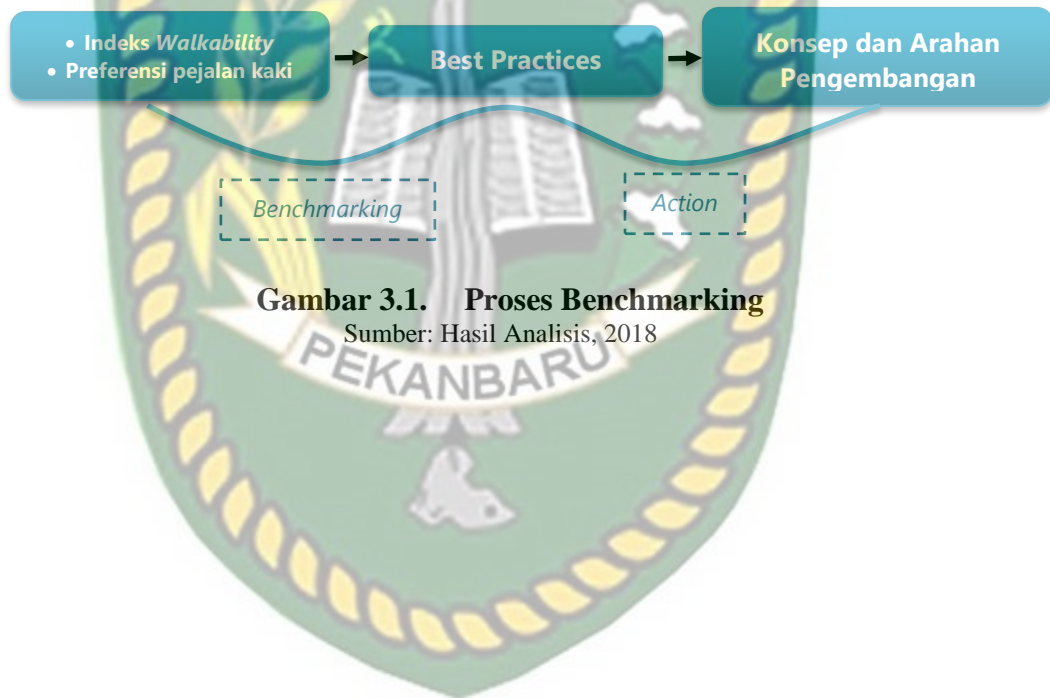 • Indeks Walkability
• Preferensi pejalan kaki
Best Practices
Konsep dan Arahan
Pengembangan
Benchmarking
Action
Gambar 3.1. Proses Benchmarking
Sumber: Hasil Analisis, 2018
PEKANBARU